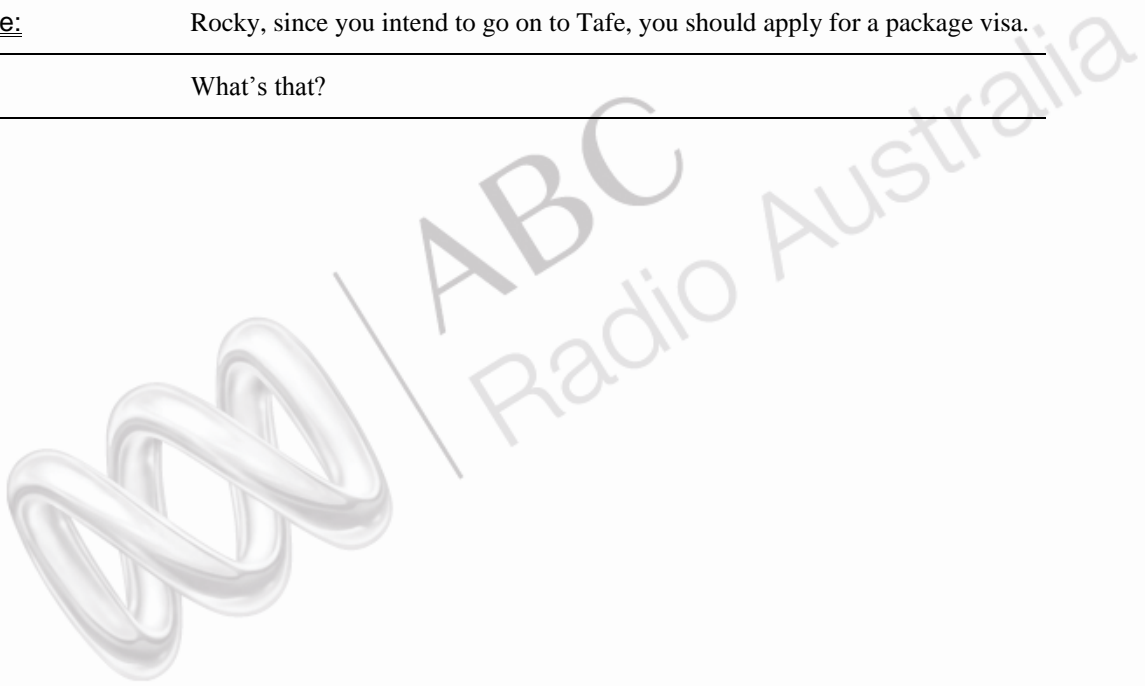 e: Rocky, since you intend to go on to Tafe, you should apply for a package visa.
What's that?
ABC
Radio Australia